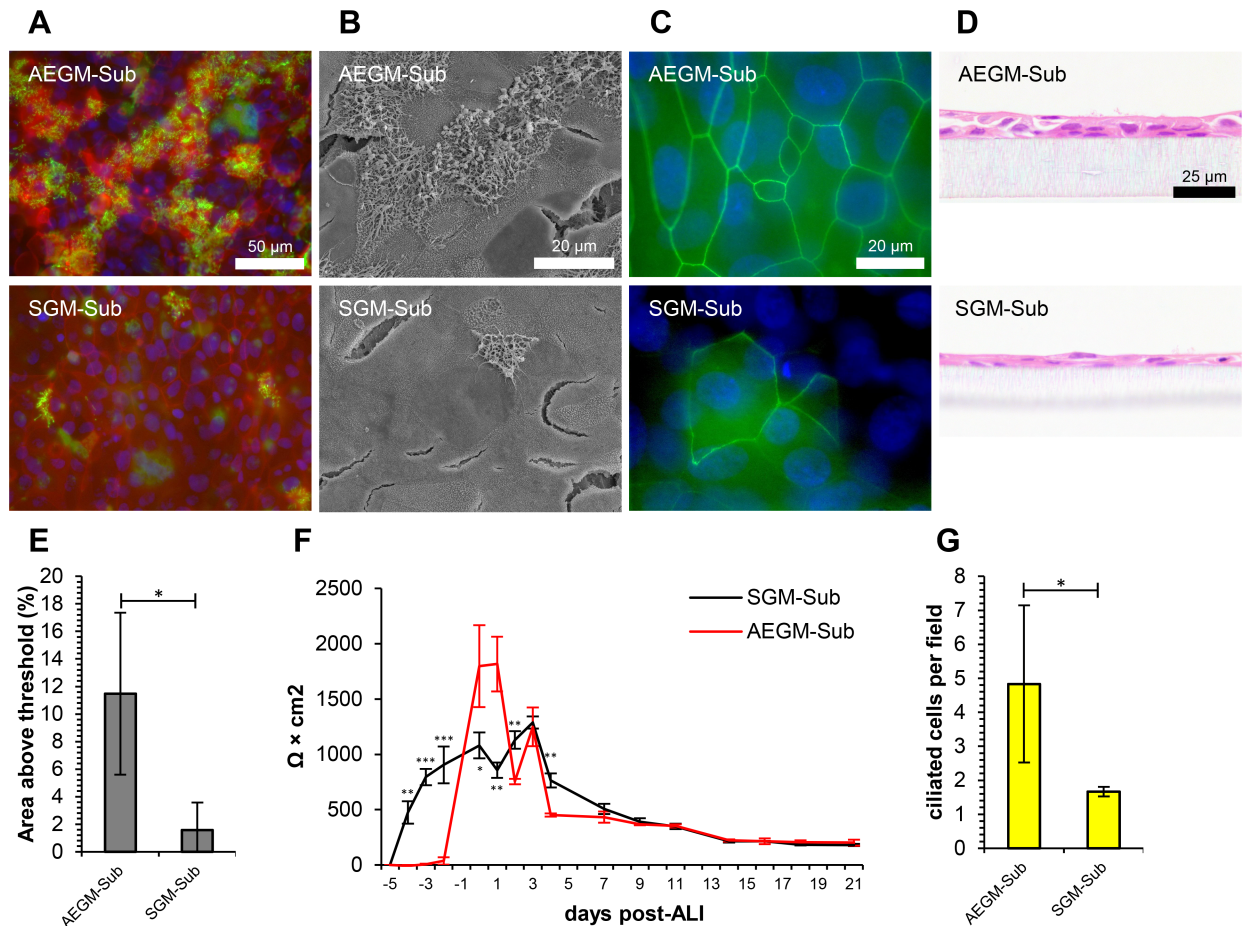 A
B
C
D
AEGM-Sub
AEGM-Sub
AEGM-Sub
AEGM-Sub
50 µm
20 µm
20 µm
25 µm
SGM-Sub
SGM-Sub
SGM-Sub
SGM-Sub
E
Area above threshold (%)
20
18
16
14
12
10
8
6
4
2
0
*
AEGM-Sub
SGM-Sub
F
Ω × cm2
2500
2000
1500
1000
500
0
SGM-Sub
AEGM-Sub
**
***
***
*
**
**
**
-5 -3 -1 1 3 5 7 9 11 13 15 17 19 21
days post-ALI
G
ciliated cells per field
8
7
6
5
4
3
2
1
0
*
AEGM-Sub
SGM-Sub